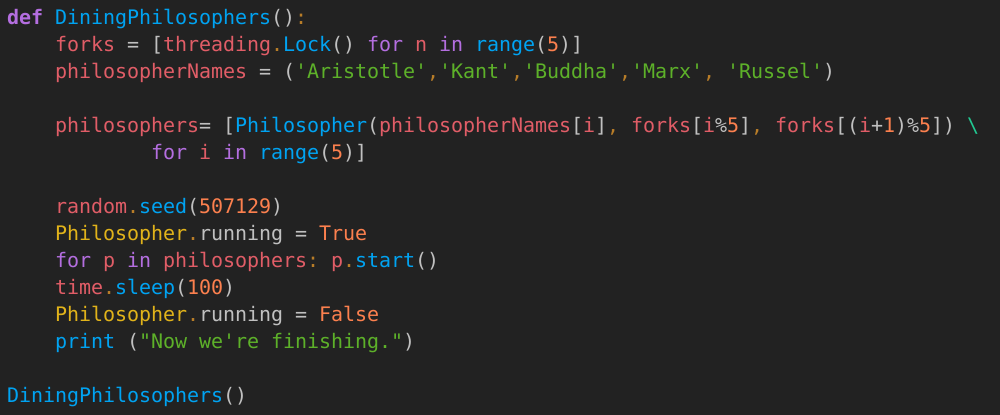 def DiningPhilosophers():
    forks = [threading.Lock() for n in range(5)]
    philosopherNames = ('Aristotle','Kant','Buddha','Marx', 'Russel')

    philosophers= [Philosopher(philosopherNames[i], forks[i%5], forks[(i+1)%5]) \
            for i in range(5)]

    random.seed(507129)
    Philosopher.running = True
    for p in philosophers: p.start()
    time.sleep(100)
    Philosopher.running = False
    print ("Now we're finishing.")

DiningPhilosophers()